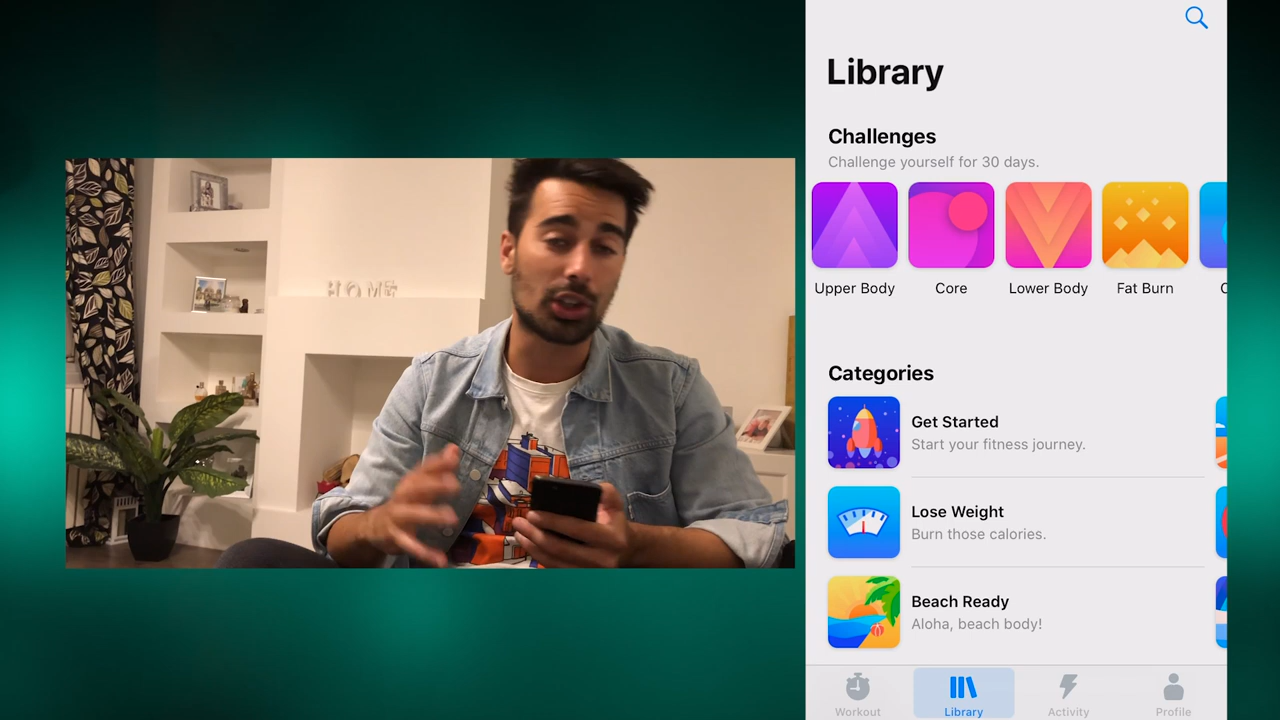 HOME
Library
Challenges
Challenge yourself for 30 days.
Upper Body
Core
Lower Body
Fat Burn
Categories
Get Started
Start your fitness journey.
Lose Weight
Burn those calories.
Beach Ready
Aloha, beach body!
Workout
Library
Activity
Profile